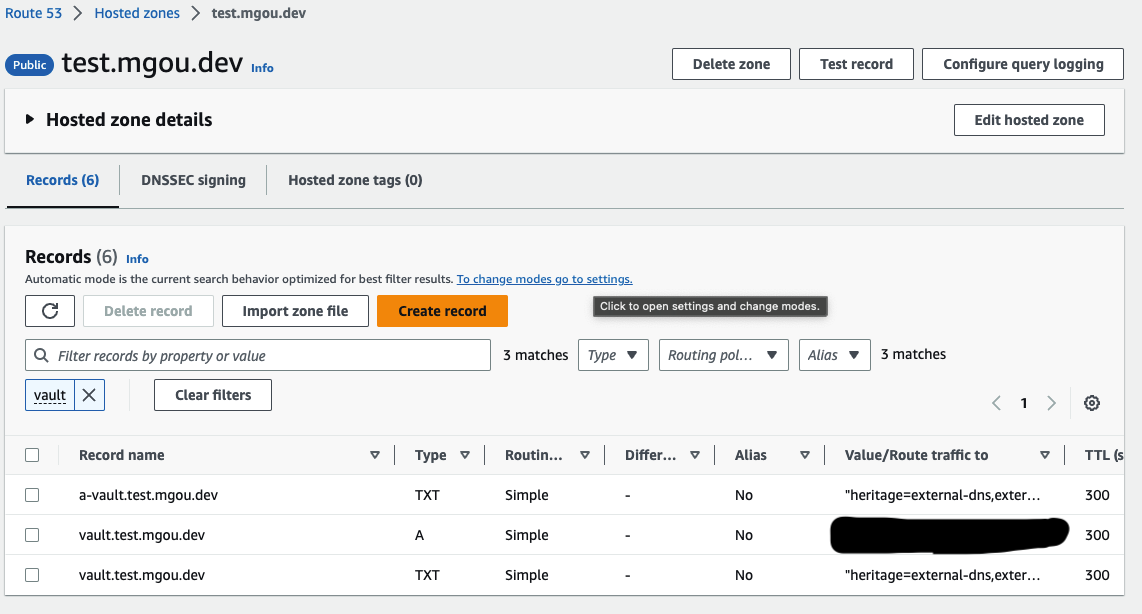 Route 53 > Hosted zones > test.mgou.dev
Public test.mgou.dev Info
Delete zone Test record Configure query logging
Hosted zone details Edit hosted zone
Records (6) DNSSEC signing Hosted zone tags (0)
Records (6) Info
Automatic mode is the current search behavior optimized for best filter results. To change modes go to settings.
Delete record Import zone file Create record Click to open settings and change modes.
Filter records by property or value 3 matches Type Routing pol... Alias 3 matches
vault Clear filters
1
Record name Type Routin... Differ... Alias Value/Route traffic to TTL (s
a-vault.test.mgou.dev TXT Simple - No "heritage=external-dns,exter... 300
vault.test.mgou.dev A Simple - No 300
vault.test.mgou.dev TXT Simple - No "heritage=external-dns,exter... 300